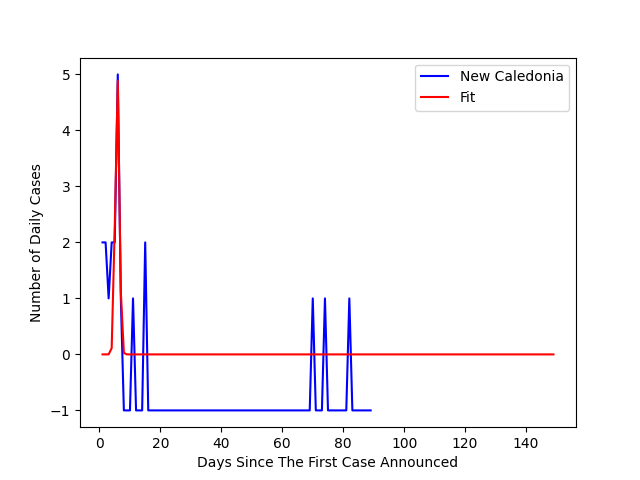 New Caledonia
Fit
5
4
3
2
1
0
−1
Number of Daily Cases
0 20 40 60 80 100 120 140
Days Since The First Case Announced